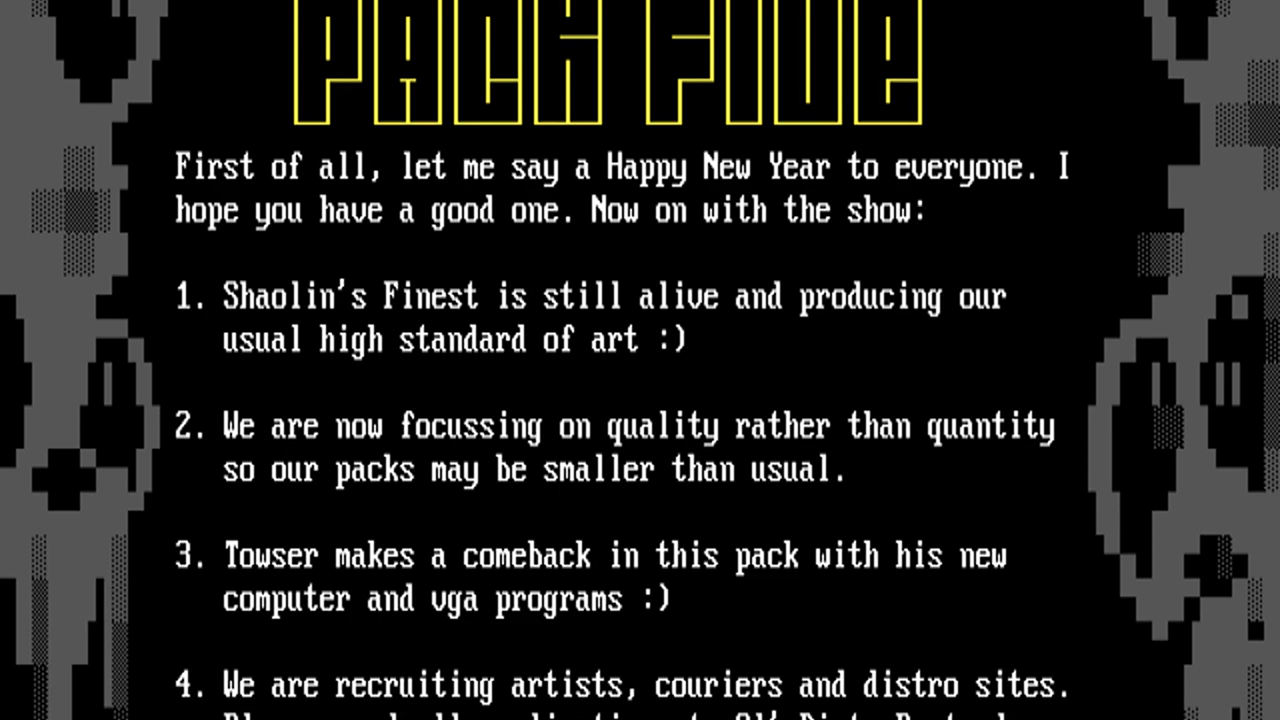 PACK FIVE
First of all, let me say a Happy New Year to everyone. I
hope you have a good one. Now on with the show:
1. Shaolin's Finest is still alive and producing our
usual high standard of art :)
2. We are now focussing on quality rather than quantity
so our packs may be smaller than usual.
3. Towser makes a comeback in this pack with his new
computer and vga programs :)
4. We are recruiting artists, couriers and distro sites.